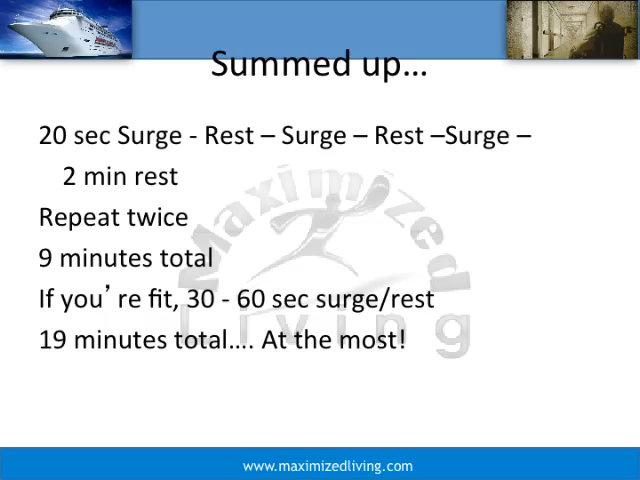 Summed up…
20 sec Surge - Rest – Surge – Rest –Surge –
2 min rest
Repeat twice
9 minutes total
If you’re fit, 30 - 60 sec surge/rest
19 minutes total…. At the most!
Maximized
Living
www.maximizedliving.com